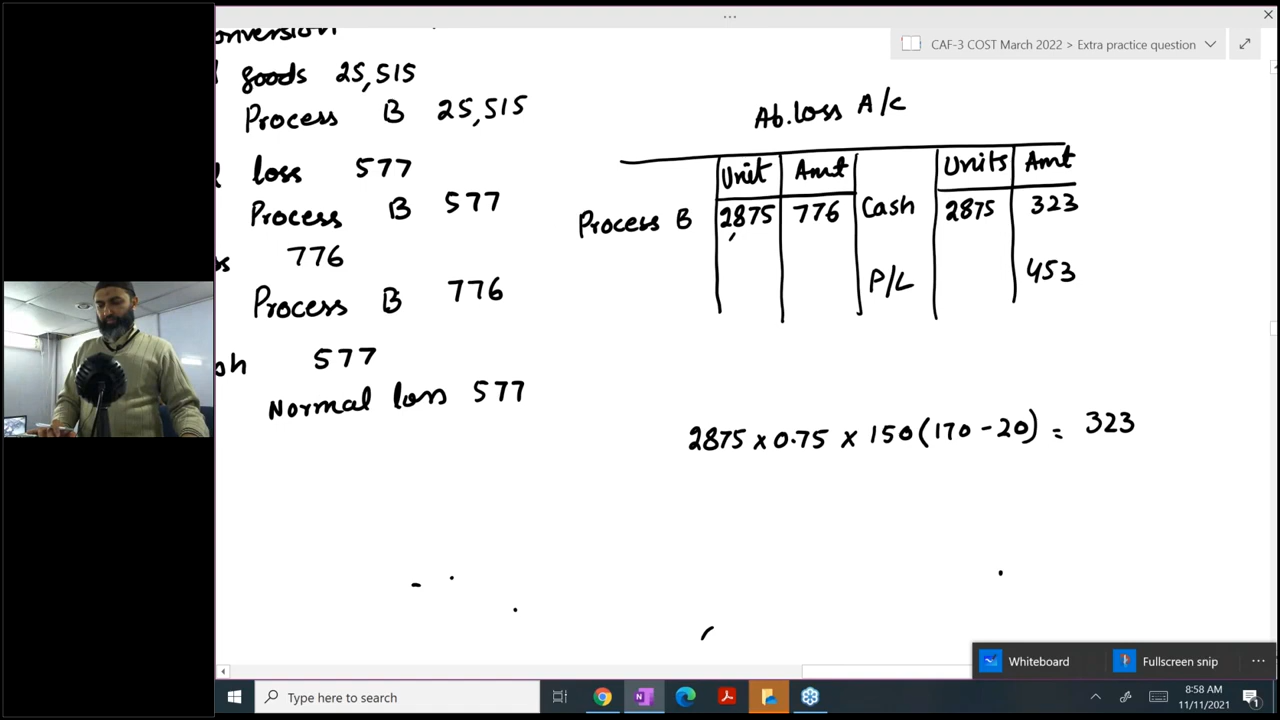 CAF-3 COST March 2022 > Extra practice question
onversion
goods 25,515
Process B 25,515
loss 577
Process B 577
776
Process B 776
577
Normal loss 577
Ab.loss A/c
Unit Amt Units Amt
Process B 2875 776 Cash 2875 323
P/L 453
2875 x 0.75 x 150 (170 - 20) = 323
Whiteboard Fullscreen snip
Type here to search
8:58 AM
11/11/2021